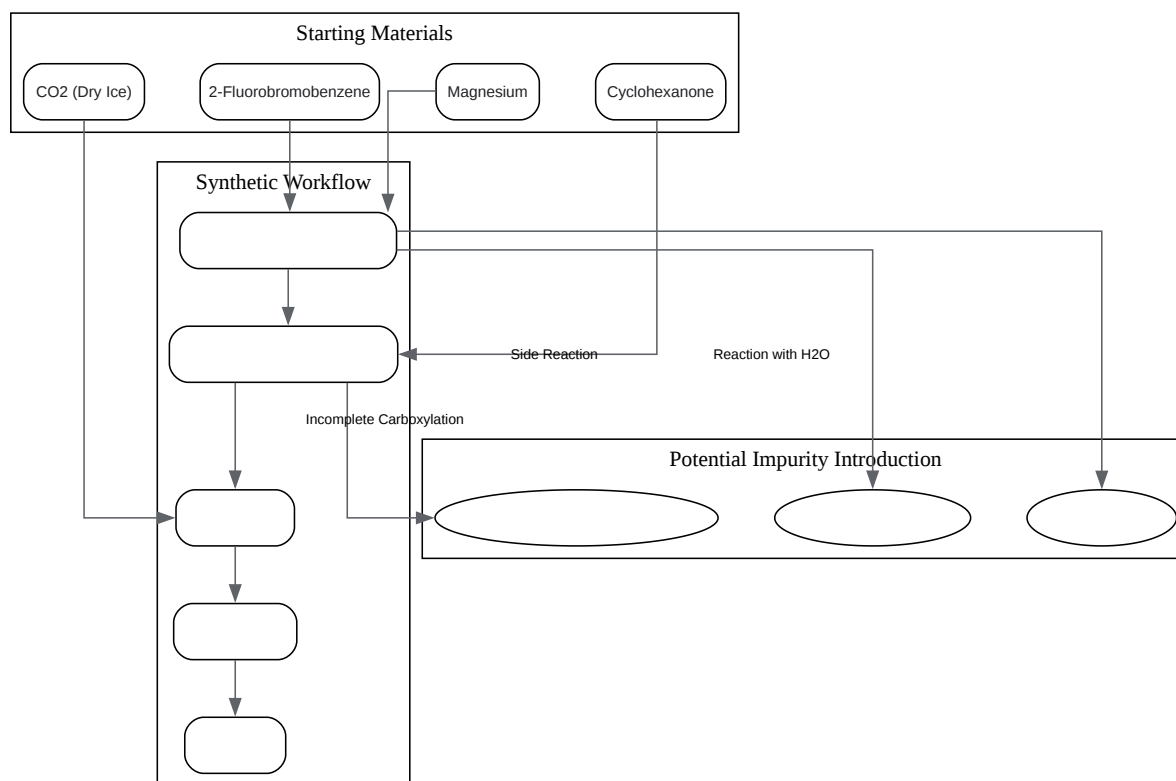 Starting Materials
CO2 (Dry Ice)
2-Fluorobromobenzene
Magnesium
Cyclohexanone
Synthetic Workflow
Side Reaction
Reaction with H2O
Incomplete Carboxylation
Potential Impurity Introduction